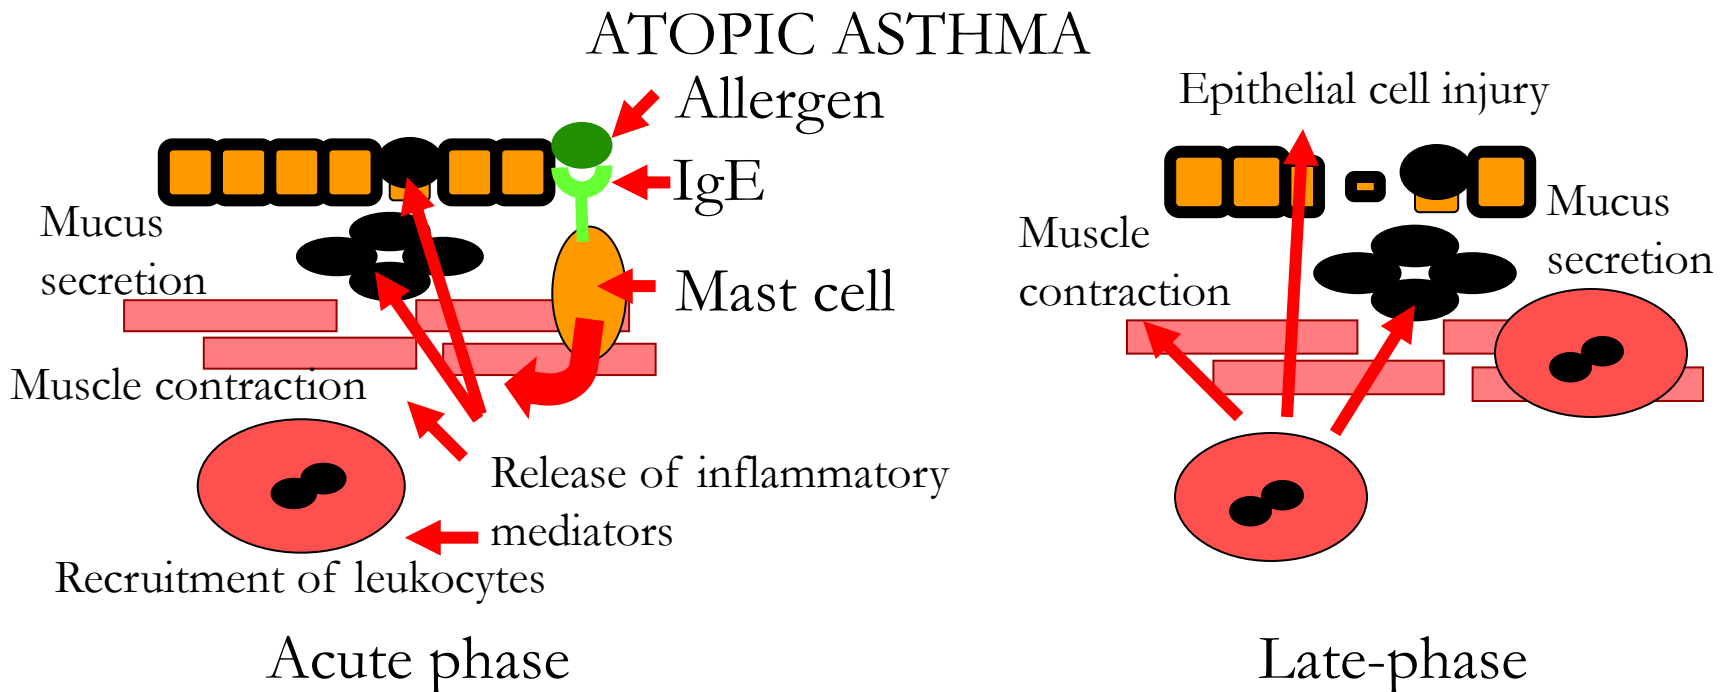 ATOPIC ASTHMA
Allergen
IgE
Mucus
secretion
Mast cell
Muscle contraction
Release of inflammatory
mediators
Recruitment of leukocytes
Acute phase
Epithelial cell injury
Muscle
contraction
Mucus
secretion
Late-phase